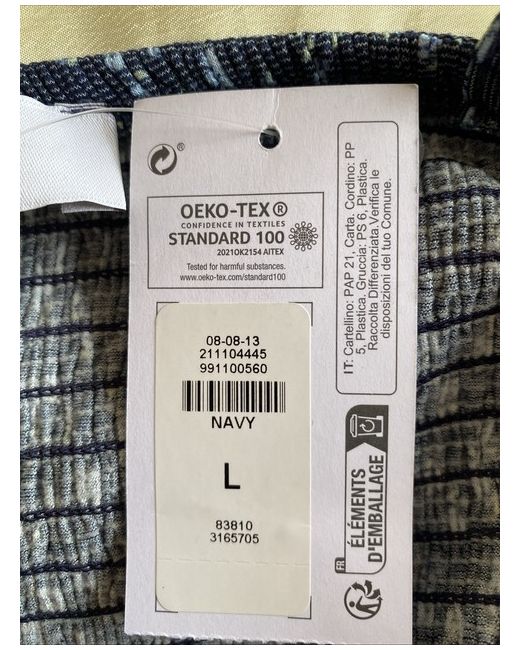 ®
OEKO-TEX®
CONFIDENCE IN TEXTILES
STANDARD 100
2021OK2154 AITEX
Tested for harmful substances.
www.oeko-tex.com/standard100
IT: Cartellino: PAP 21, Carta. Cordino: PP
5, Plastica. Gruccia: PS 6, Plastica.
Raccolta Differenziata.Verifica le
disposizioni del tuo Comune.
08-08-13
211104445
991100560
NAVY
L
83810
3165705
FR
ÉLÉMENTS
D'EMBALLAGE